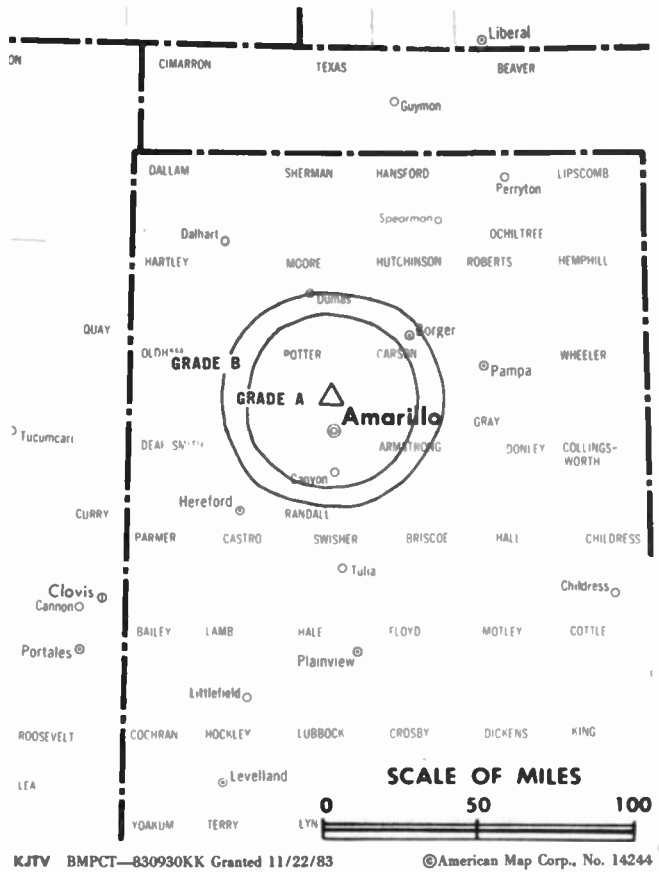 Liberal
ON CIMARRON TEXAS BEAVER
Guymon
DALLAM SHERMAN HANSFORD LIPSCOMB
Perryton
Spearman
Dalhart OCHILTREE
HARTLEY MOORE HUTCHINSON ROBERTS HEMPHILL
Dumas
QUAY Borger
OLDHAM POTTER CARSON WHEELER
GRADE B Pampa
GRADE A
Amarillo
GRAY
Tucumcari DEAF SMITH ARMSTRONG DONLEY COLLINGS-
WORTH
Canyon
Hereford
CURRY RANDALL
PARMER CASTRO SWISHER BRISCOE HALL CHILDRESS
Tulia
Clovis Childress
Cannon
BAILEY LAMB HALE FLOYD MOTLEY COTTLE
Portales Plainview
Littlefield
ROOSEVELT COCHRAN HOCKLEY LUBBOCK CROSBY DICKENS KING
LEA Levelland SCALE OF MILES
0 50 100
YOAKUM TERRY LYN
KJTV BMPCT—830930KK Granted 11/22/83 ©American Map Corp., No. 14244